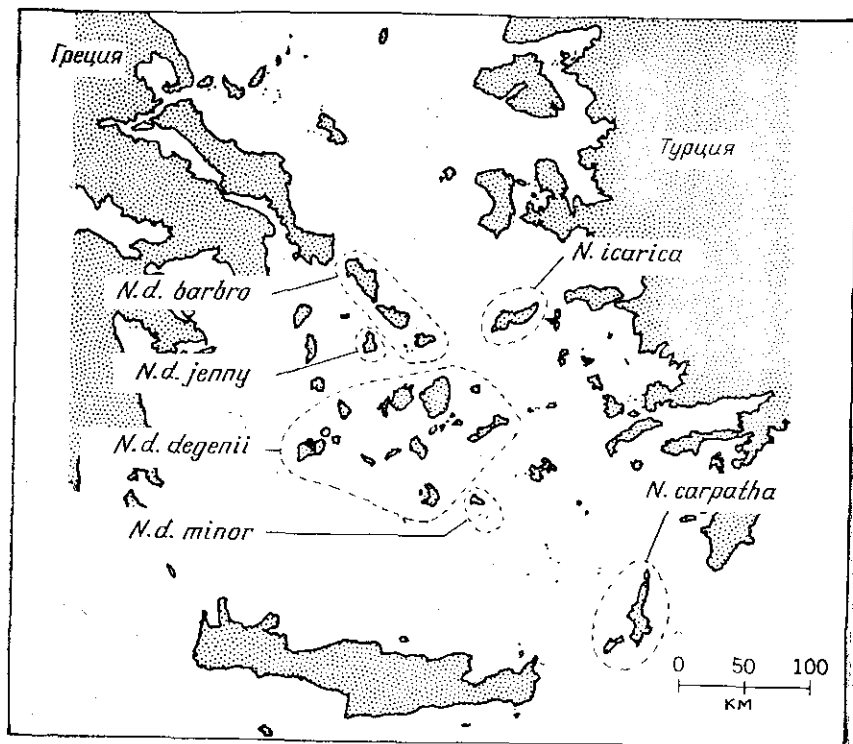 Греция
Турция
N. icarica
N.d. barbro
N.d. jenny
N.d. degenii
N. carpatha
N.d. minor
0 50 100
КМ